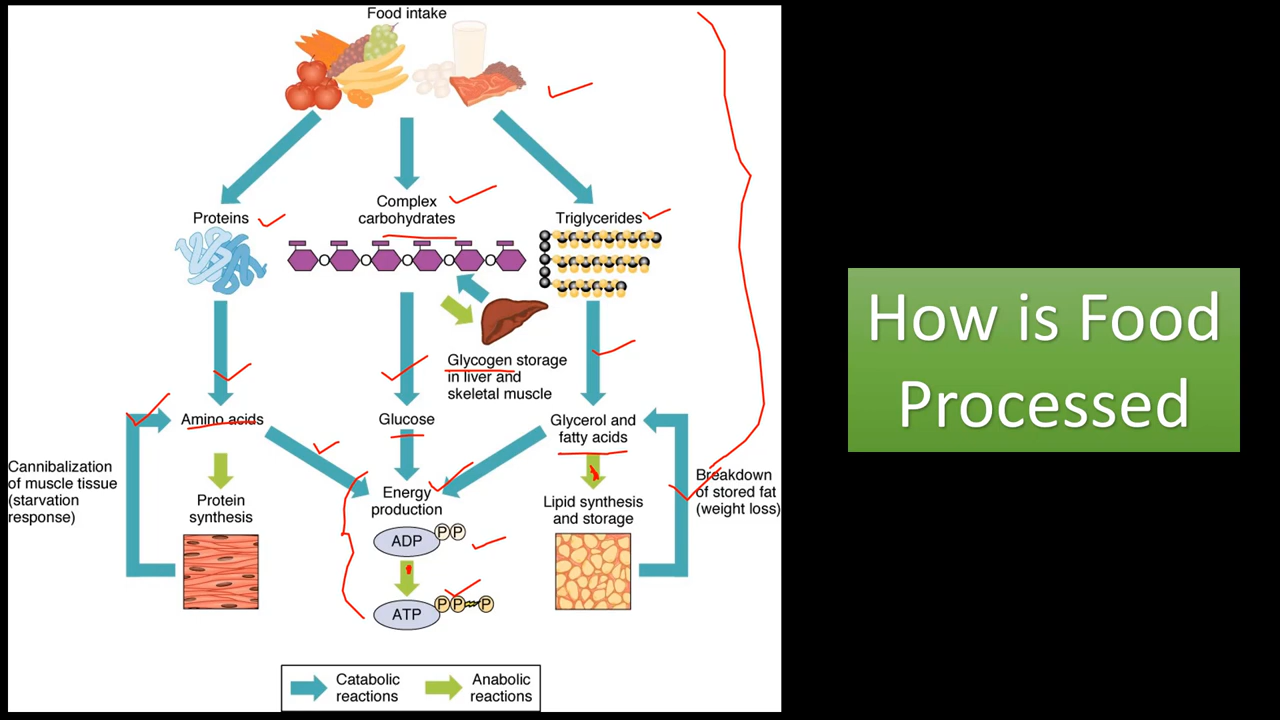 Food intake
Proteins
Complex
carbohydrates
Triglycerides
Glycogen storage
in liver and
skeletal muscle
Amino acids
Glucose
Glycerol and
fatty acids
Cannibalization
of muscle tissue
(starvation
response)
Protein
synthesis
Energy
production
Lipid synthesis
and storage
Breakdown
of stored fat
(weight loss)
ADP P P
ATP P P P
Catabolic
reactions
Anabolic
reactions
How is Food
Processed